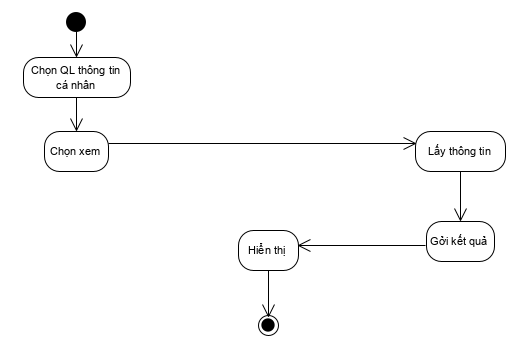 Chọn QL thông tin
cá nhân
Chọn xem
Lấy thông tin
Gởi kết quả
Hiển thị